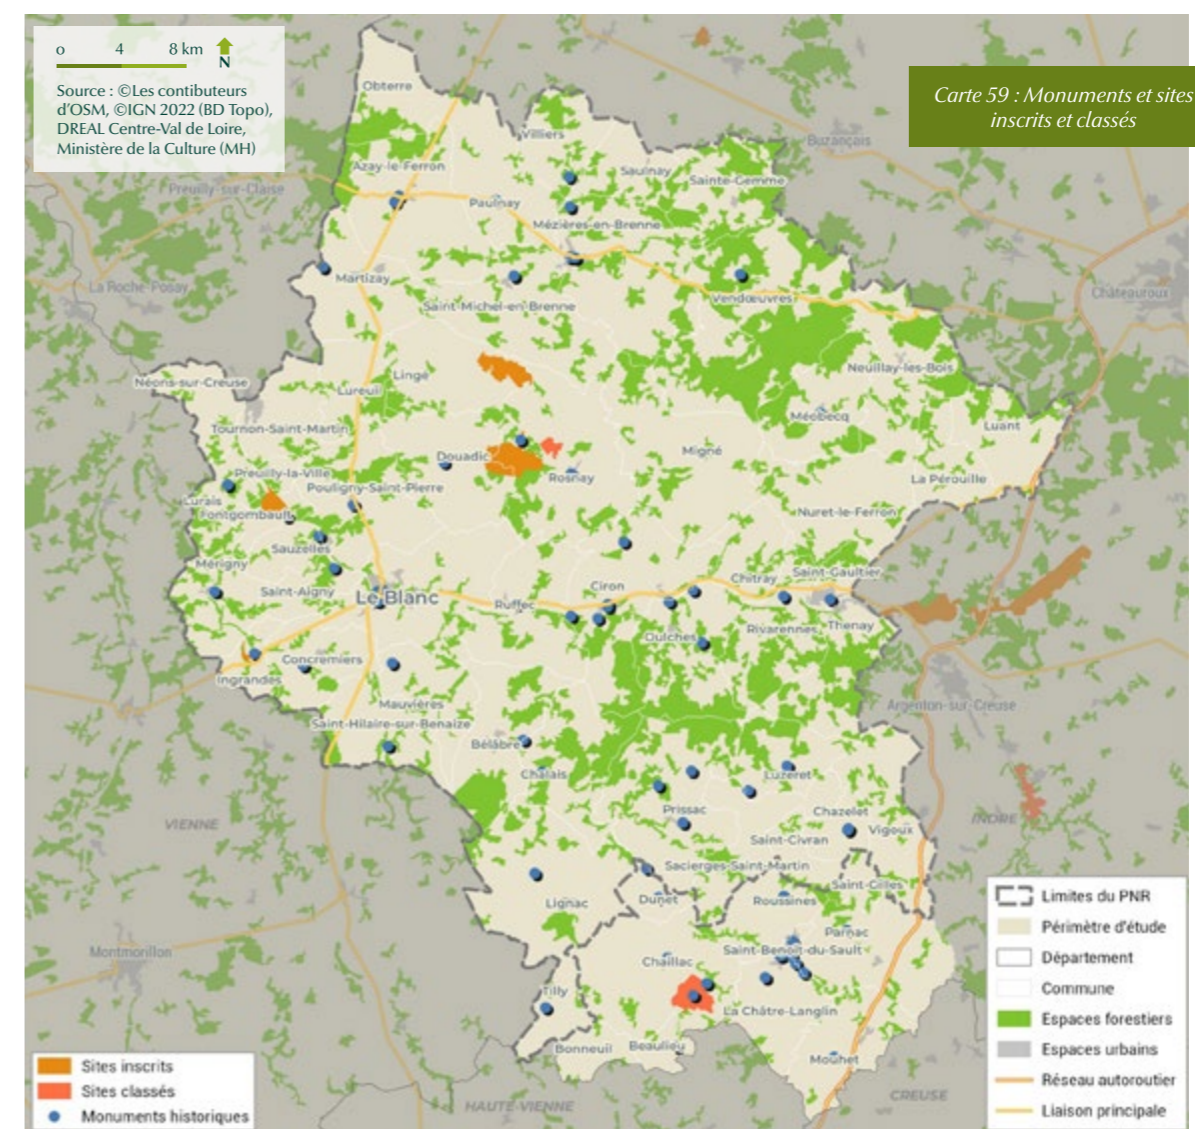 o 4 8 km
N
Source : ©Les contibuteurs
d'OSM, ©IGN 2022 (BD Topo),
DREAL Centre-Val de Loire,
Ministère de la Culture (MH)
Carte 59 : Monuments et sites
inscrits et classés
Obterre
Villiers
Buzançais
Azay-le-Ferron
Saulnay
Sainte-Gemme
Preuilly-sur-Claise
Paulnay
Mézières-en-Brenne
Martizay
La Roche-Posay
Saint-Michel-en-Brenne
Vendœuvres
Châteauroux
Néons-sur-Creuse
Lingé
Lureuil
Neuillay-les-Bois
Méobecq
Tournon-Saint-Martin
Luant
Douadic
Migné
Preuilly-la-Ville
Rosnay
La Pérouille
Pouligny-Saint-Pierre
Lurais
Fontgombault
Nuret-le-Ferron
Sauzelles
Mérigny
Saint-Aigny
Le Blanc
Ciron
Chitray
Saint-Gaultier
Ruffec
Oulches
Rivarennes
Thenay
Concremiers
Ingrandes
Mauvières
Argenton-sur-Creuse
Saint-Hilaire-sur-Benaize
Bélâbre
Chalais
Luzeret
Prissac
Chazelet
VIENNE
INDRE
Saint-Civran
Vigoux
Sacierges-Saint-Martin
Saint-Gilles
Lignac
Dunet
Roussines
Parnac
Montmorillon
Saint-Benoît-du-Sault
Chaillac
Tilly
La Châtre-Langlin
Bonneuil
Beaulieu
Mouhet
HAUTE-VIENNE
CREUSE
Sites inscrits
Sites classés
Monuments historiques
Limites du PNR
Périmètre d'étude
Département
Commune
Espaces forestiers
Espaces urbains
Réseau autoroutier
Liaison principale